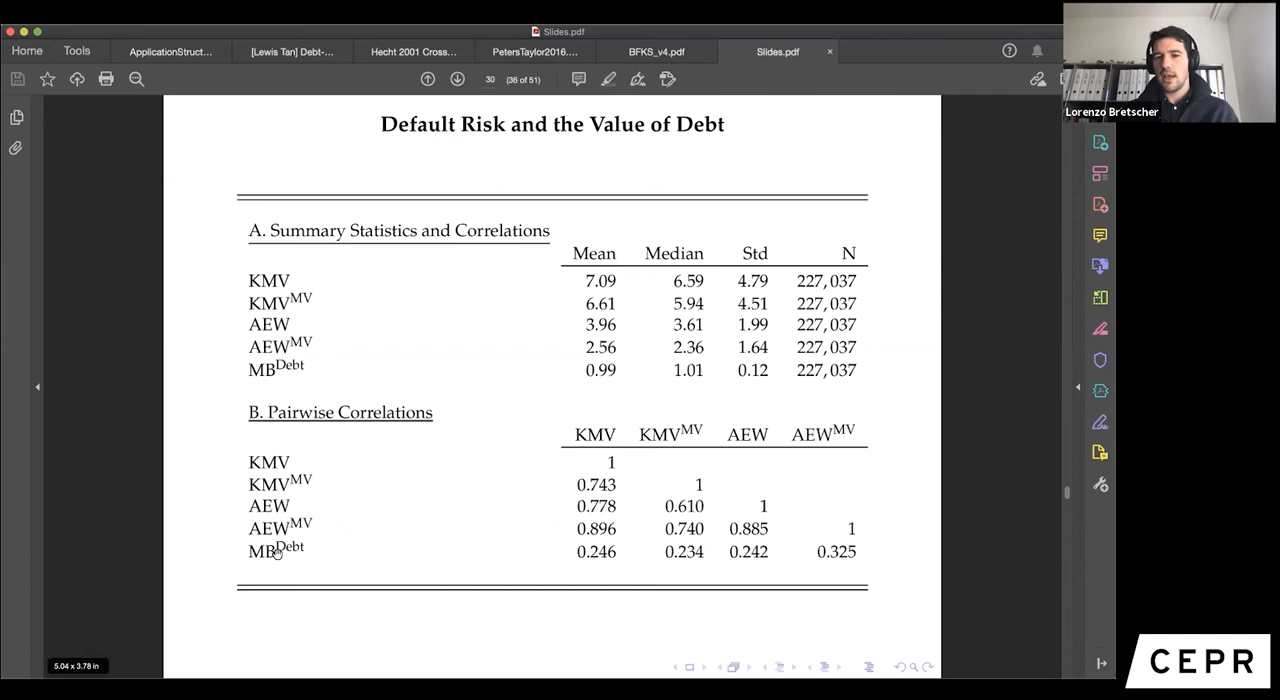 Slides.pdf
Home Tools ApplicationStruct... [Lewis Tan] Debt-... Hecht 2001 Cross... PetersTaylor2016.... BFKS_v4.pdf Slides.pdf ×
30 (36 of 51)
Lorenzo Bretscher
Default Risk and the Value of Debt
A. Summary Statistics and Correlations
Mean Median Std N
KMV 7.09 6.59 4.79 227,037
KMV^MV 6.61 5.94 4.51 227,037
AEW 3.96 3.61 1.99 227,037
AEW^MV 2.56 2.36 1.64 227,037
MB^Debt 0.99 1.01 0.12 227,037
B. Pairwise Correlations
KMV KMV^MV AEW AEW^MV
KMV 1
KMV^MV 0.743 1
AEW 0.778 0.610 1
AEW^MV 0.896 0.740 0.885 1
MB^Debt 0.246 0.234 0.242 0.325
5.04 x 3.78 in
CEPR